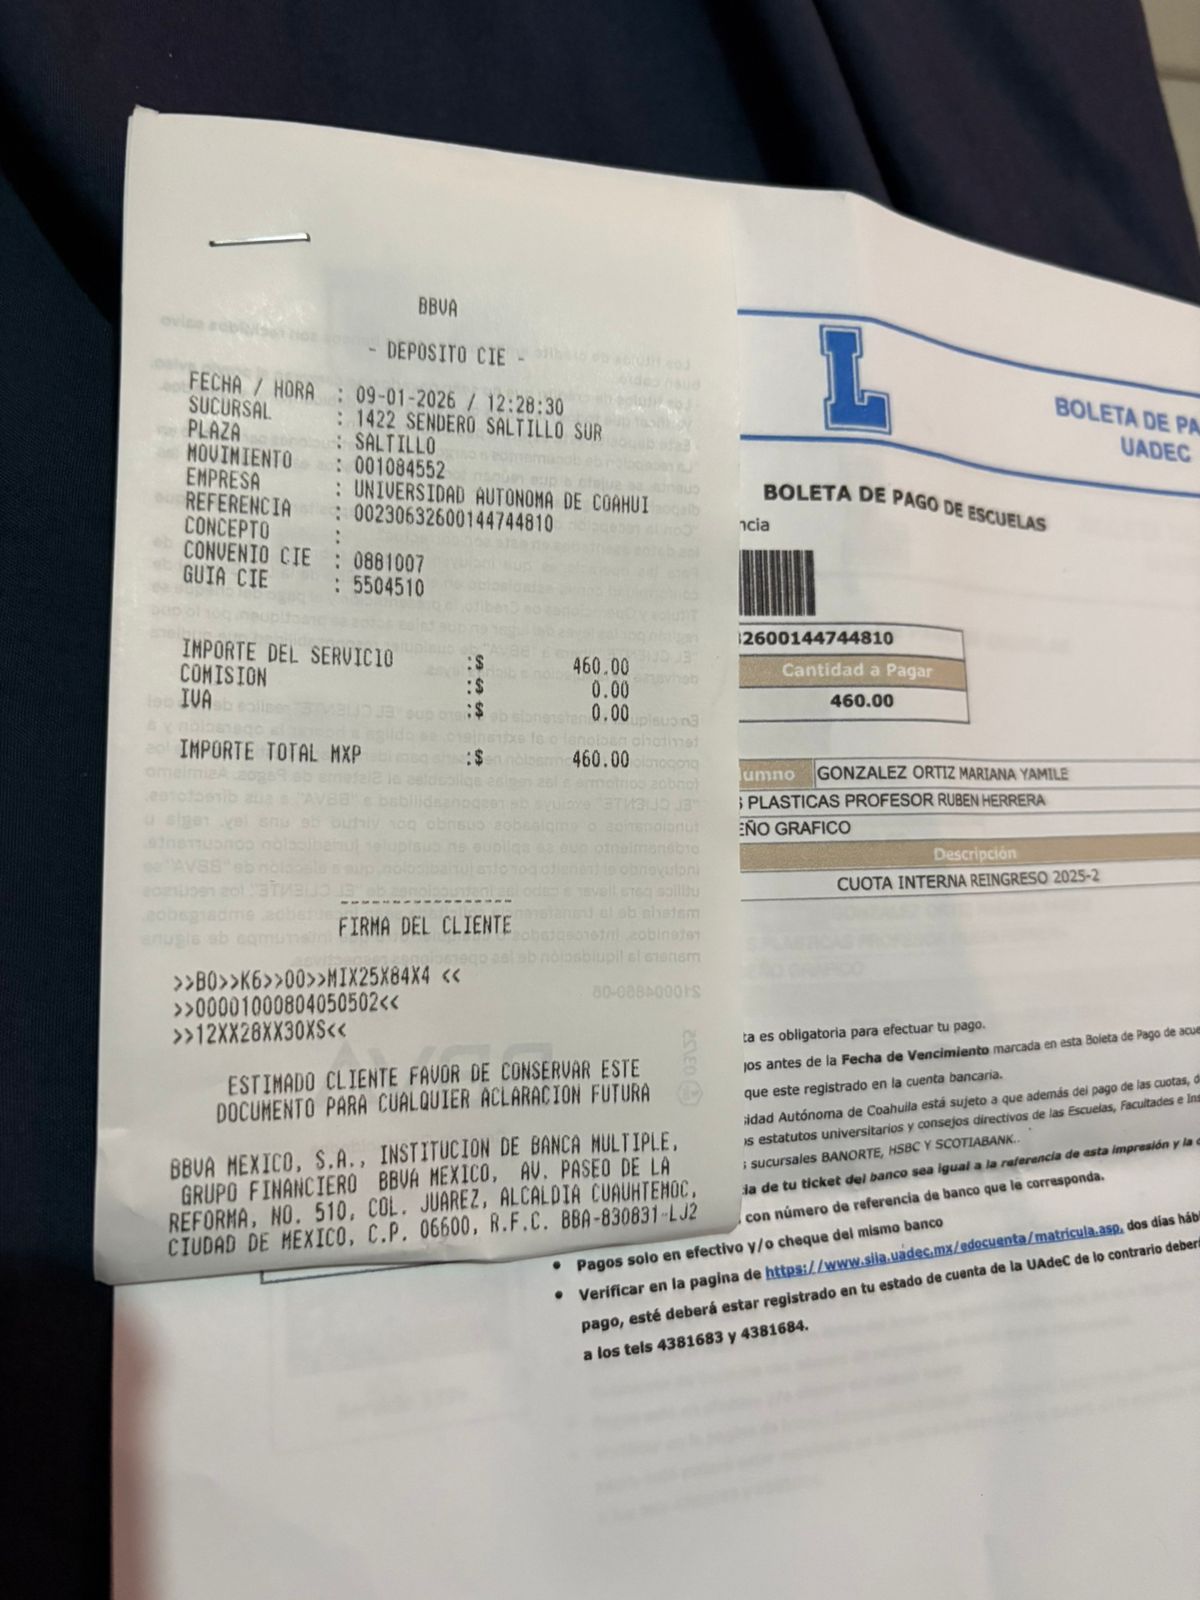 BBVA
- DEPOSITO CIE -
FECHA / HORA : 09-01-2026 / 12:28:30
SUCURSAL : 1422 SENDERO SALTILLO SUR
PLAZA : SALTILLO
MOVIMIENTO : 001084552
EMPRESA : UNIVERSIDAD AUTONOMA DE COAHUI
REFERENCIA : 00230632600144744810
CONCEPTO :
CONVENIO CIE : 0881007
GUIA CIE : 5504510
IMPORTE DEL SERVICIO :$ 460.00
COMISION :$ 0.00
IVA :$ 0.00
IMPORTE TOTAL MXP :$ 460.00
FIRMA DEL CLIENTE
>>B0>>K6>>00>>MIX25X84X4 <<
>>00001000804050502<<
>>12XX28XX30XS<<
ESTIMADO CLIENTE FAVOR DE CONSERVAR ESTE
DOCUMENTO PARA CUALQUIER ACLARACION FUTURA
BBVA MEXICO, S.A., INSTITUCION DE BANCA MULTIPLE,
GRUPO FINANCIERO BBVA MEXICO, AV. PASEO DE LA
REFORMA, NO. 510, COL. JUAREZ, ALCALDIA CUAUHTEMOC,
CIUDAD DE MEXICO, C.P. 06600, R.F.C. BBA-830831-LJ2
L
BOLETA DE PA
UADEC
BOLETA DE PAGO DE ESCUELAS
ncia
2600144744810
Cantidad a Pagar
460.00
umno GONZALEZ ORTIZ MARIANA YAMILE
S PLASTICAS PROFESOR RUBEN HERRERA
EÑO GRAFICO
Descripción
CUOTA INTERNA REINGRESO 2025-2
ta es obligatoria para efectuar tu pago.
jos antes de la Fecha de Vencimiento marcada en esta Boleta de Pago de acue
que este registrado en la cuenta bancaria.
sidad Autónoma de Coahuila está sujeto a que además del pago de las cuotas, d
s estatutos universitarios y consejos directivos de las Escuelas, Facultades e Ins
sucursales BANORTE, HSBC Y SCOTIABANK..
ia de tu ticket del banco sea igual a la referencia de esta impresión y la c
con número de referencia de banco que le corresponda.
• Pagos solo en efectivo y/o cheque del mismo banco
• Verificar en la pagina de https://www.siia.uadec.mx/edocuenta/matricula.asp, dos días háb
pago, esté deberá estar registrado en tu estado de cuenta de la UAdeC de lo contrario deber
a los tels 4381683 y 4381684.